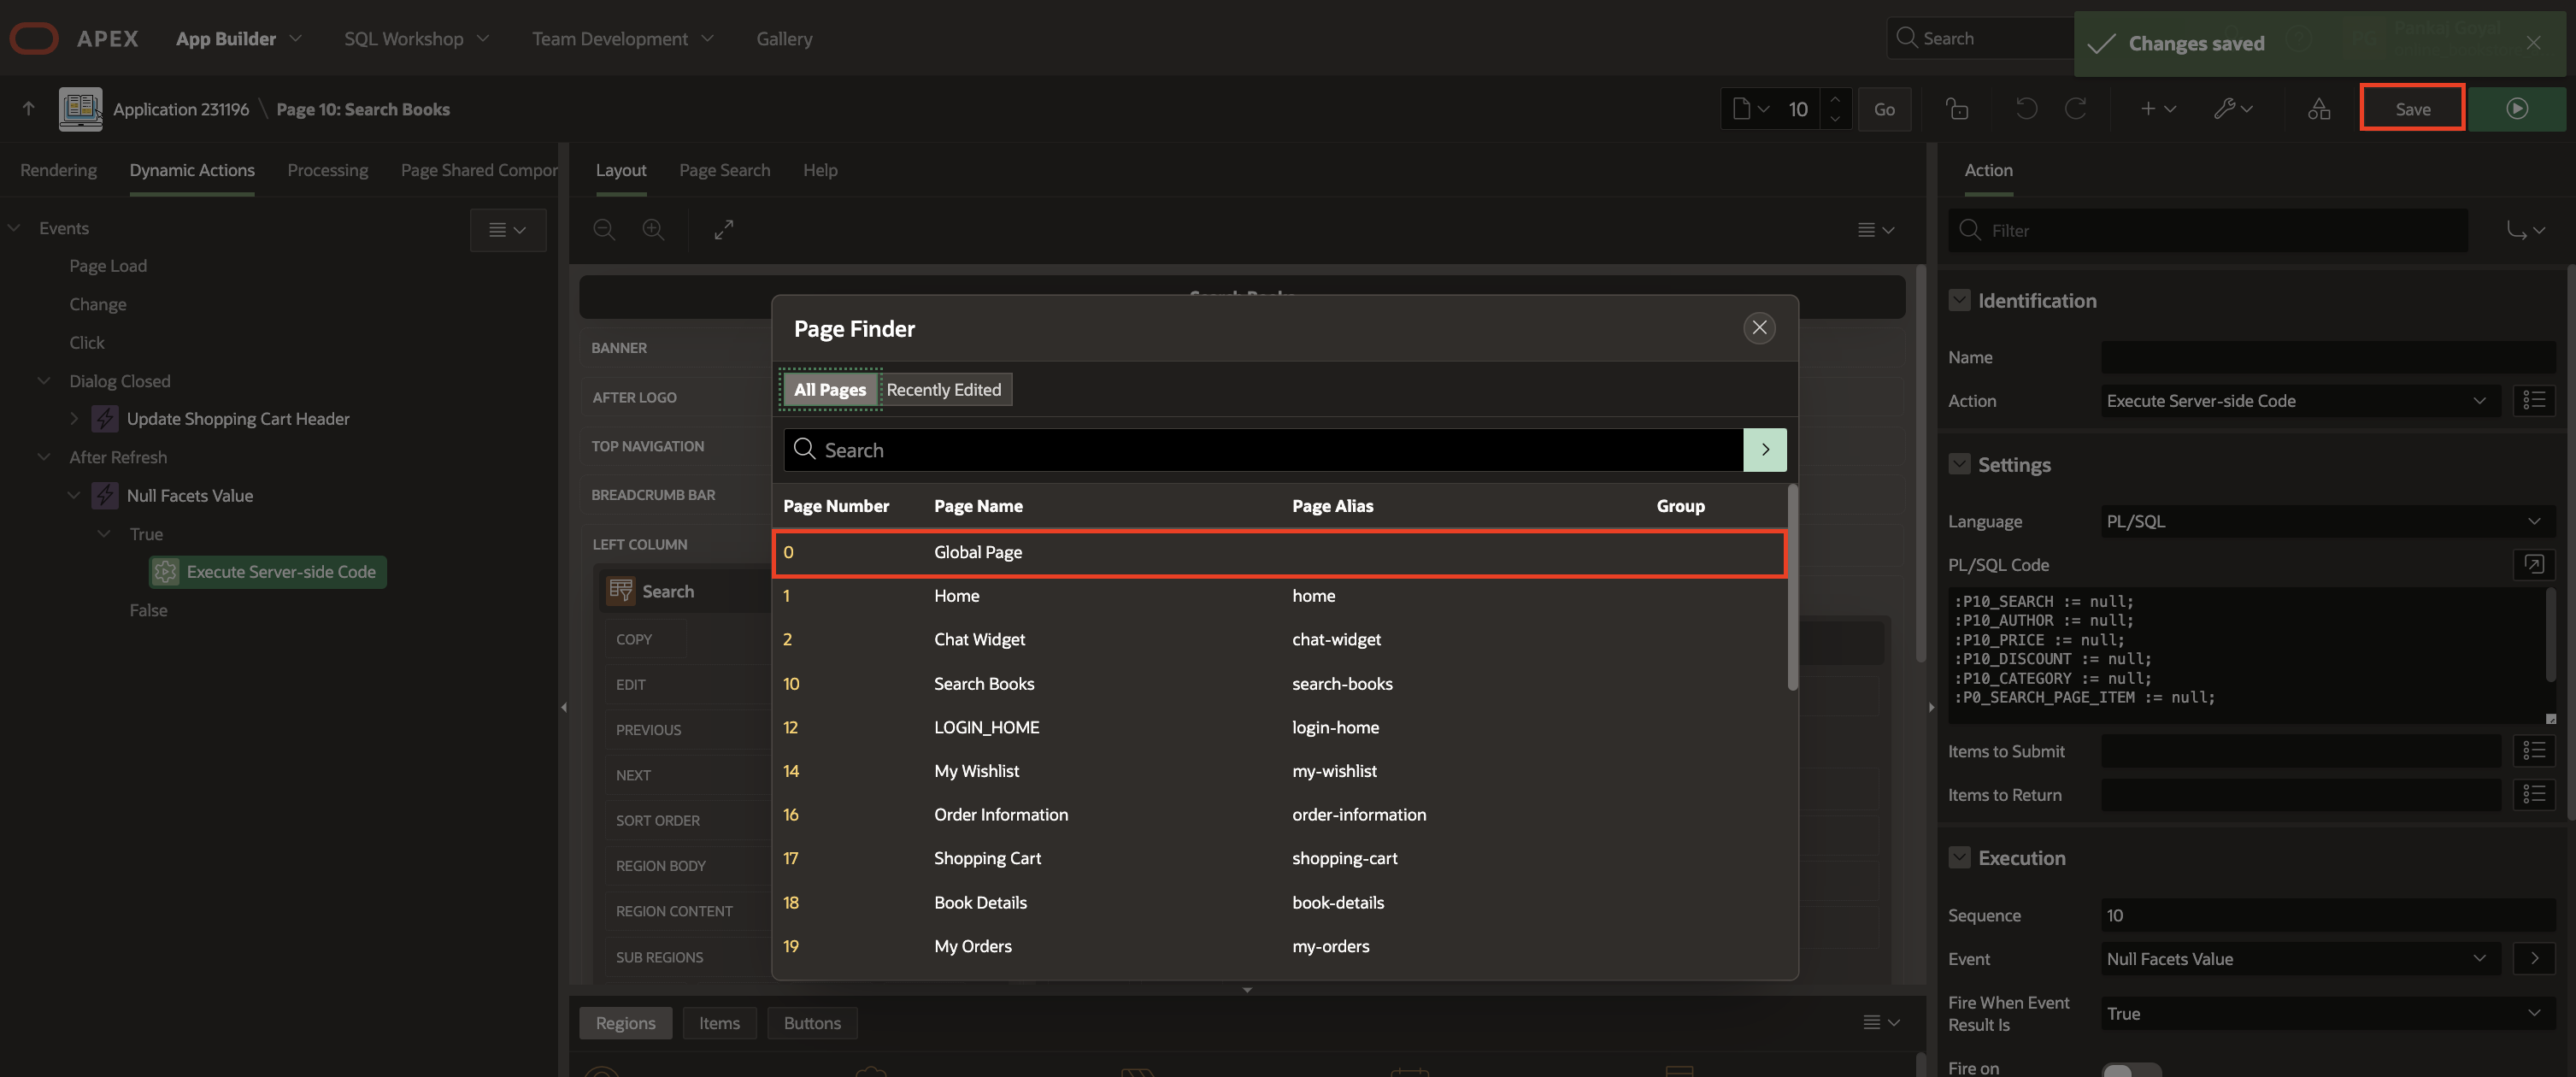 APEX App Builder SQL Workshop Team Development Gallery Search Changes saved
Application 231196 \ Page 10: Search Books 10 Go Save
Rendering Dynamic Actions Processing Page Shared Compor
Layout Page Search Help
Action
Events
Page Load
Change
Click
Dialog Closed
Update Shopping Cart Header
After Refresh
Null Facets Value
True
Execute Server-side Code
False
BANNER
AFTER LOGO
TOP NAVIGATION
BREADCRUMB BAR
LEFT COLUMN
Search
COPY
EDIT
PREVIOUS
NEXT
SORT ORDER
REGION BODY
REGION CONTENT
SUB REGIONS
Page Finder
All Pages Recently Edited
Search
Page Number Page Name Page Alias Group
0 Global Page
1 Home home
2 Chat Widget chat-widget
10 Search Books search-books
12 LOGIN_HOME login-home
14 My Wishlist my-wishlist
16 Order Information order-information
17 Shopping Cart shopping-cart
18 Book Details book-details
19 My Orders my-orders
Regions Items Buttons
Filter
Identification
Name
Action Execute Server-side Code
Settings
Language PL/SQL
PL/SQL Code
:P10_SEARCH := null;
:P10_AUTHOR := null;
:P10_PRICE := null;
:P10_DISCOUNT := null;
:P10_CATEGORY := null;
:P0_SEARCH_PAGE_ITEM := null;
Items to Submit
Items to Return
Execution
Sequence 10
Event Null Facets Value
Fire When Event
Result Is True
Fire on